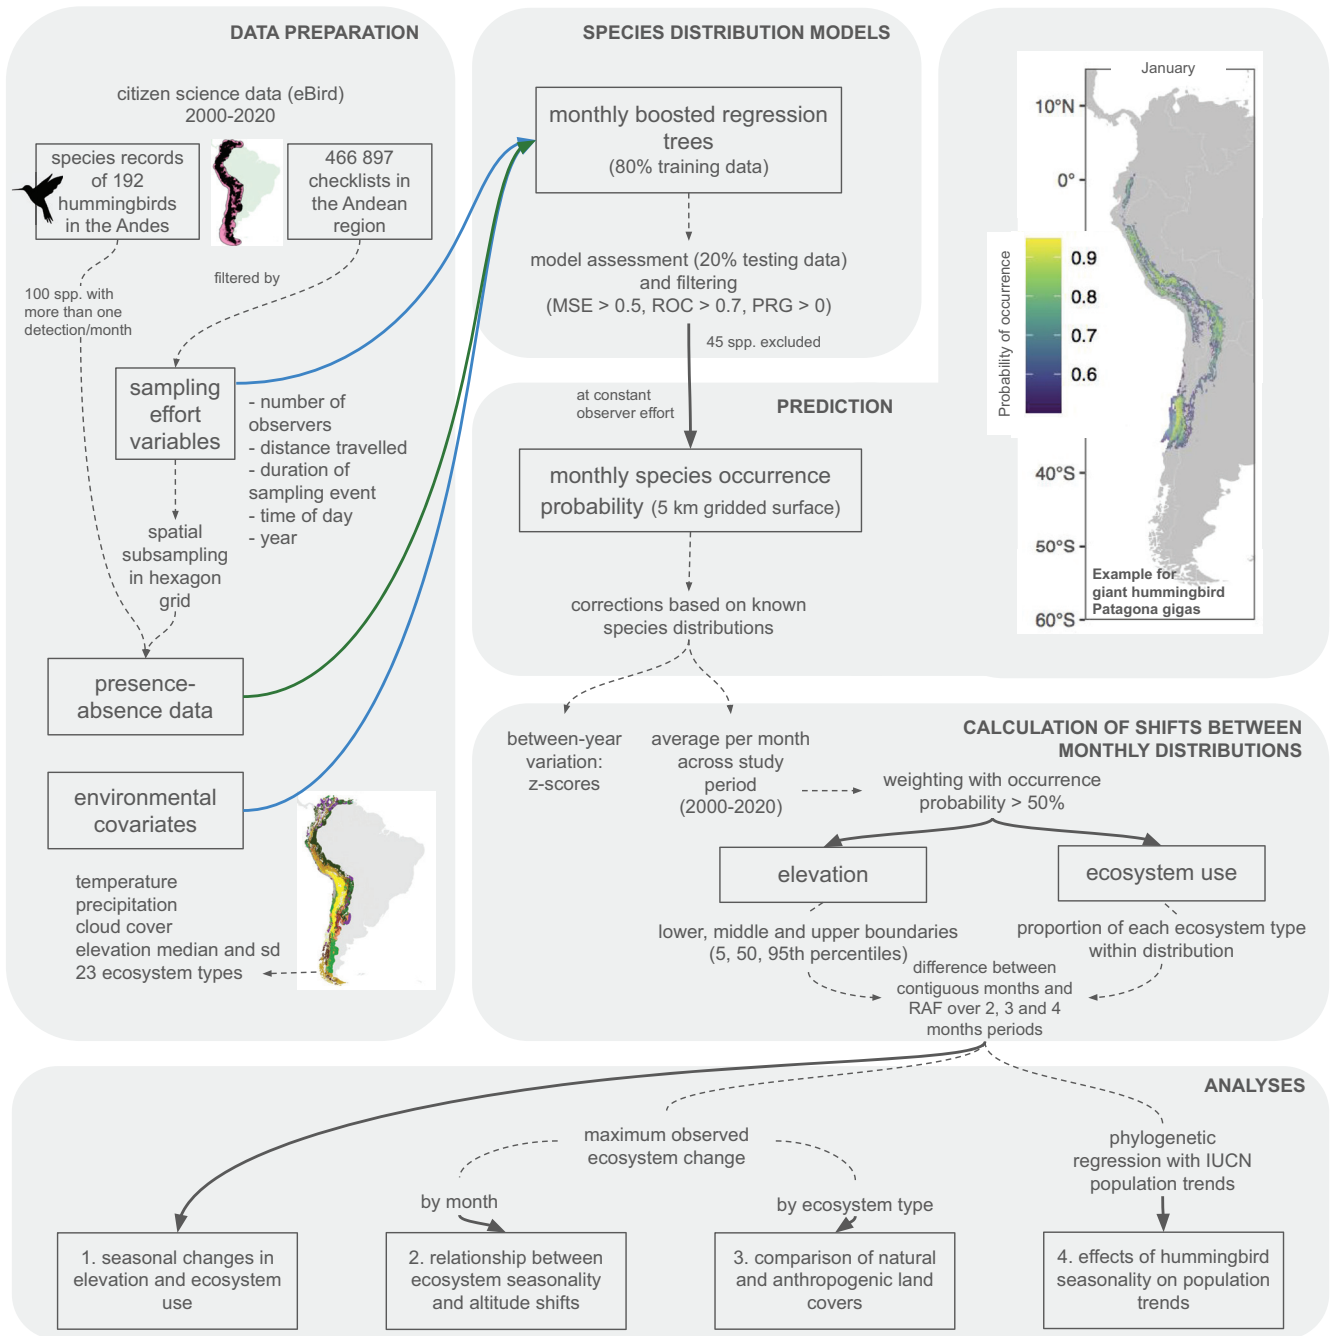 DATA PREPARATION
citizen science data (eBird)
2000-2020
species records
of 192
hummingbirds
in the Andes
466 897
checklists in
the Andean
region
filtered by
100 spp. with
more than one
detection/month
sampling
effort
variables
- number of
observers
- distance travelled
- duration of
sampling event
- time of day
- year
spatial
subsampling
in hexagon
grid
presence-
absence data
environmental
covariates
temperature
precipitation
cloud cover
elevation median and sd
23 ecosystem types
SPECIES DISTRIBUTION MODELS
monthly boosted regression
trees
(80% training data)
model assessment (20% testing data)
and filtering
(MSE > 0.5, ROC > 0.7, PRG > 0)
45 spp. excluded
at constant
observer effort
PREDICTION
monthly species occurrence
probability (5 km gridded surface)
corrections based on known
species distributions
between-year
variation:
z-scores
average per month
across study
period
(2000-2020)
January
10°N
0°
40°S
50°S
60°S
Probability of occurrence
0.9
0.8
0.7
0.6
Example for
giant hummingbird
Patagona gigas
CALCULATION OF SHIFTS BETWEEN
MONTHLY DISTRIBUTIONS
weighting with occurrence
probability > 50%
elevation
ecosystem use
lower, middle and upper boundaries
(5, 50, 95th percentiles)
proportion of each ecosystem type
within distribution
difference between
contiguous months and
RAF over 2, 3 and 4
months periods
ANALYSES
maximum observed
ecosystem change
by month
by ecosystem type
phylogenetic
regression with IUCN
population trends
1. seasonal changes in
elevation and ecosystem
use
2. relationship between
ecosystem seasonality
and altitude shifts
3. comparison of natural
and anthropogenic land
covers
4. effects of hummingbird
seasonality on population
trends